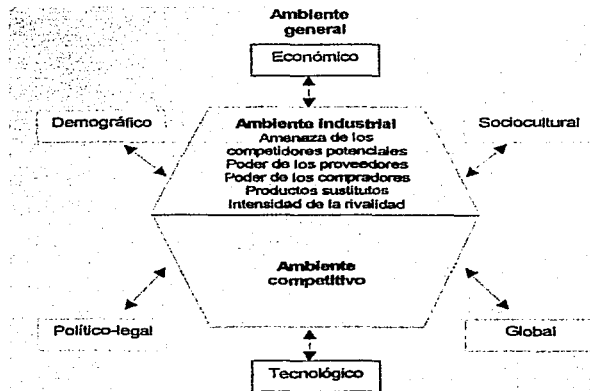 Ambiente
general
Económico
Demográfico
Sociocultural
Ambiente industrial
Amenaza de los
competidores potenciales
Poder de los proveedores
Poder de los compradores
Productos sustitutos
Intensidad de la rivalidad
Ambiente
competitivo
Político-legal
Global
Tecnológico